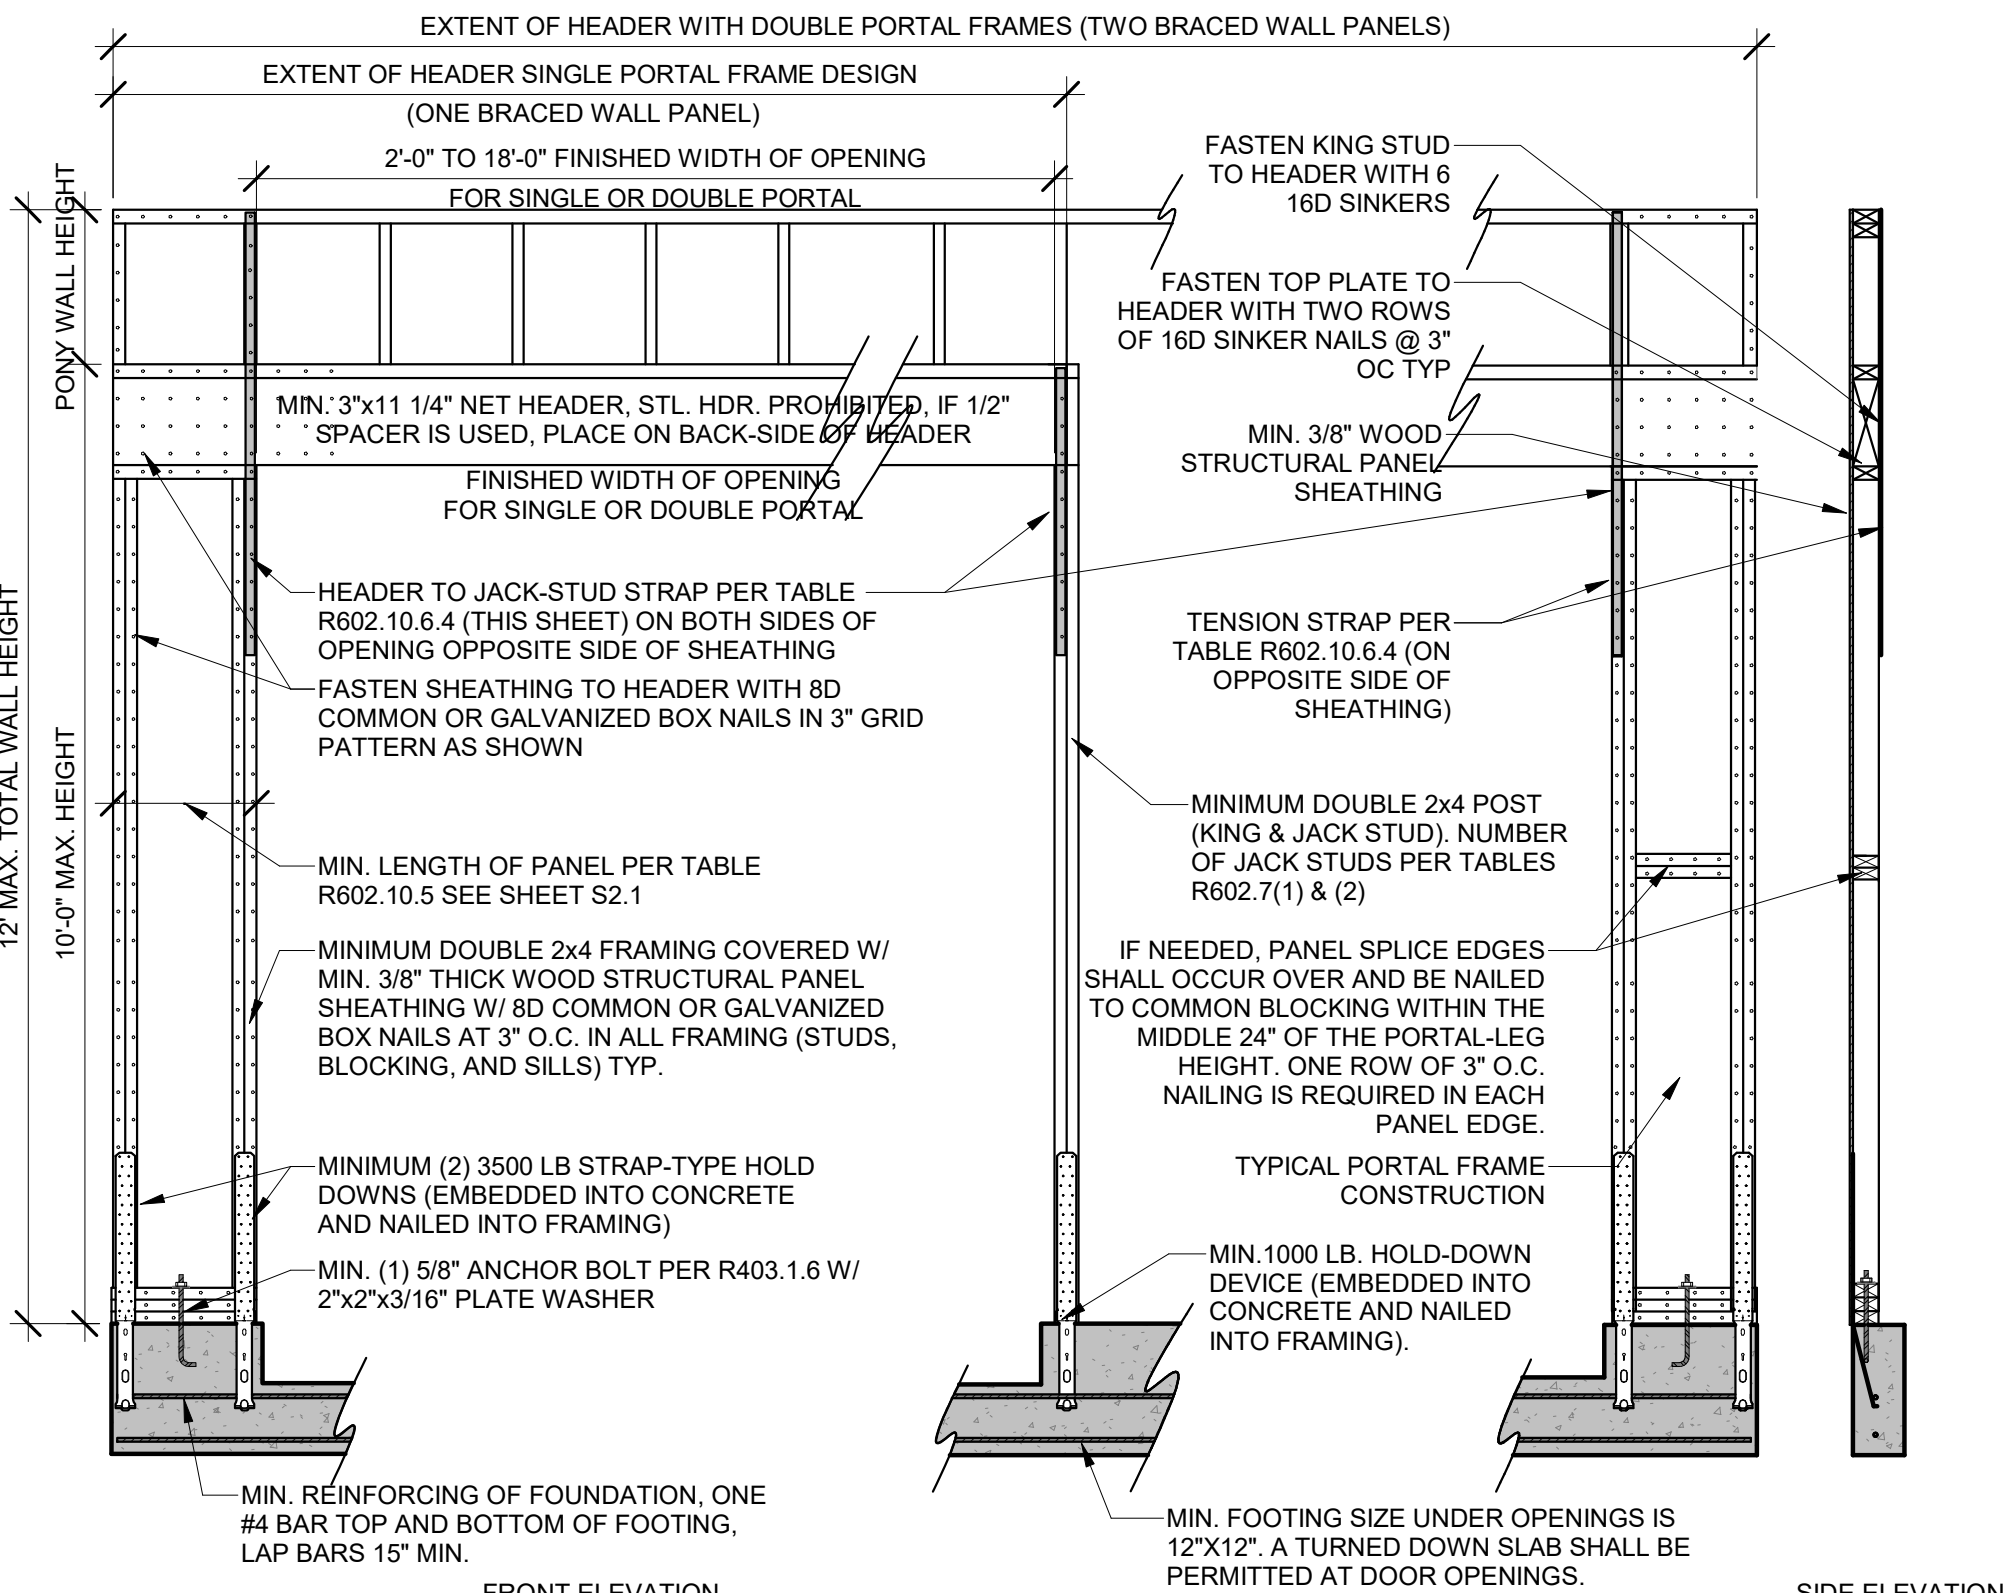 EXTENT OF HEADER WITH DOUBLE PORTAL FRAMES (TWO BRACED WALL PANELS)
EXTENT OF HEADER SINGLE PORTAL FRAME DESIGN
(ONE BRACED WALL PANEL)
2'-0" TO 18'-0" FINISHED WIDTH OF OPENING
FOR SINGLE OR DOUBLE PORTAL
FASTEN KING STUD
TO HEADER WITH 6
16D SINKERS
PONY WALL HEIGHT
FASTEN TOP PLATE TO
HEADER WITH TWO ROWS
OF 16D SINKER NAILS @ 3"
OC TYP
MIN. 3"x11 1/4" NET HEADER, STL. HDR. PROHIBITED, IF 1/2"
SPACER IS USED, PLACE ON BACK-SIDE OF HEADER
MIN. 3/8" WOOD
STRUCTURAL PANEL
SHEATHING
FINISHED WIDTH OF OPENING
FOR SINGLE OR DOUBLE PORTAL
12' MAX. TOTAL WALL HEIGHT
10'-0" MAX. HEIGHT
HEADER TO JACK-STUD STRAP PER TABLE
R602.10.6.4 (THIS SHEET) ON BOTH SIDES OF
OPENING OPPOSITE SIDE OF SHEATHING
TENSION STRAP PER
TABLE R602.10.6.4 (ON
OPPOSITE SIDE OF
SHEATHING)
FASTEN SHEATHING TO HEADER WITH 8D
COMMON OR GALVANIZED BOX NAILS IN 3" GRID
PATTERN AS SHOWN
MINIMUM DOUBLE 2x4 POST
(KING & JACK STUD). NUMBER
OF JACK STUDS PER TABLES
R602.7(1) & (2)
MIN. LENGTH OF PANEL PER TABLE
R602.10.5 SEE SHEET S2.1
MINIMUM DOUBLE 2x4 FRAMING COVERED W/
MIN. 3/8" THICK WOOD STRUCTURAL PANEL
SHEATHING W/ 8D COMMON OR GALVANIZED
BOX NAILS AT 3" O.C. IN ALL FRAMING (STUDS,
BLOCKING, AND SILLS) TYP.
IF NEEDED, PANEL SPLICE EDGES
SHALL OCCUR OVER AND BE NAILED
TO COMMON BLOCKING WITHIN THE
MIDDLE 24" OF THE PORTAL-LEG
HEIGHT. ONE ROW OF 3" O.C.
NAILING IS REQUIRED IN EACH
PANEL EDGE.
MINIMUM (2) 3500 LB STRAP-TYPE HOLD
DOWNS (EMBEDDED INTO CONCRETE
AND NAILED INTO FRAMING)
TYPICAL PORTAL FRAME
CONSTRUCTION
MIN. (1) 5/8" ANCHOR BOLT PER R403.1.6 W/
2"x2"x3/16" PLATE WASHER
MIN.1000 LB. HOLD-DOWN
DEVICE (EMBEDDED INTO
CONCRETE AND NAILED
INTO FRAMING).
MIN. REINFORCING OF FOUNDATION, ONE
#4 BAR TOP AND BOTTOM OF FOOTING,
LAP BARS 15" MIN.
MIN. FOOTING SIZE UNDER OPENINGS IS
12"X12". A TURNED DOWN SLAB SHALL BE
PERMITTED AT DOOR OPENINGS.
FRONT ELEVATION
SIDE ELEVATION